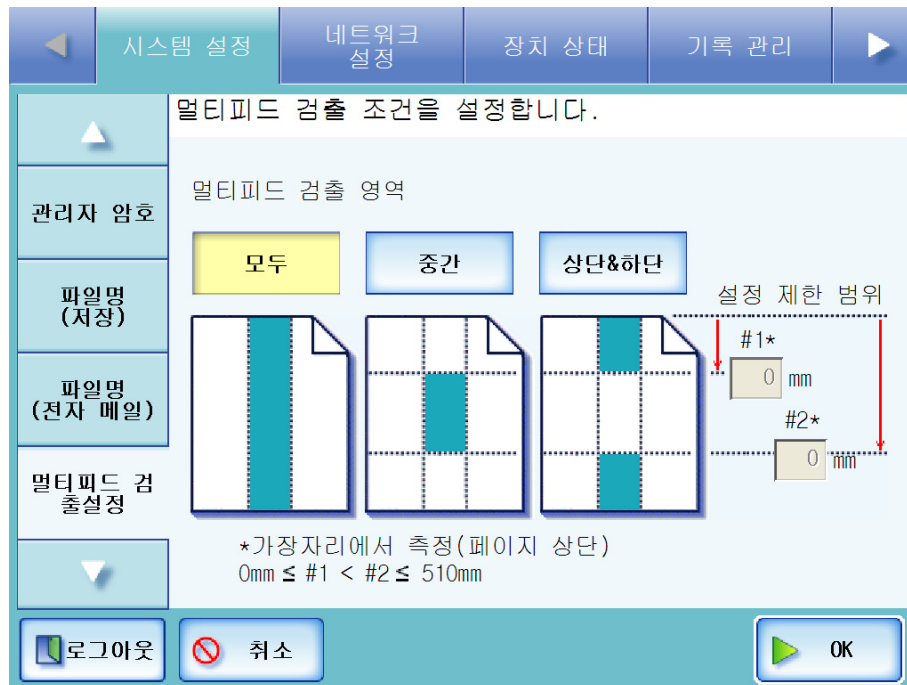 시스템 설정
네트워크
설정
장치 상태
기록 관리
멀티피드 검출 조건을 설정합니다.
관리자 암호
파일명
(저장)
파일명
(전자 메일)
멀티피드 검
출설정
멀티피드 검출 영역
모두
중간
상단&하단
설정 제한 범위
#1*
0 mm
#2*
0 mm
*가장자리에서 측정(페이지 상단)
0mm ≤ #1 < #2 ≤ 510mm
로그아웃
취소
OK